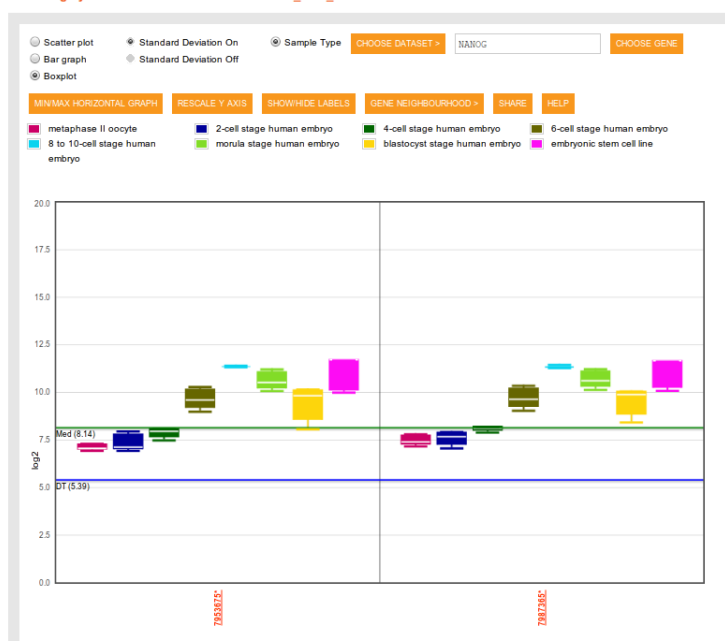 Scatter plot Standard Deviation On Sample Type CHOOSE DATASET > NANOG CHOOSE GENE
Bar graph Standard Deviation Off
Boxplot
MIN/MAX HORIZONTAL GRAPH RESCALE Y AXIS SHOW/HIDE LABELS GENE NEIGHBOURHOOD > SHARE HELP
metaphase II oocyte 2-cell stage human embryo 4-cell stage human embryo 6-cell stage human embryo
8 to 10-cell stage human embryo morula stage human embryo blastocyst stage human embryo embryonic stem cell line
20.0
17.5
15.0
12.5
10.0
Med (8.14)
7.5
log2
DT (5.39)
5.0
2.5
0.0
7953675*
7987365*